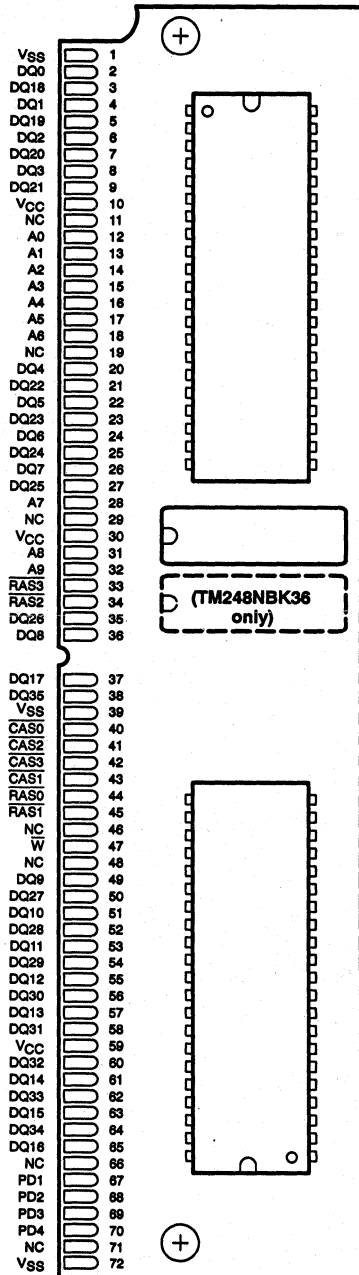 VSS 1
DQ0 2
DQ18 3
DQ1 4
DQ19 5
DQ2 6
DQ20 7
DQ3 8
DQ21 9
VCC 10
NC 11
A0 12
A1 13
A2 14
A3 15
A4 16
A5 17
A6 18
NC 19
DQ4 20
DQ22 21
DQ5 22
DQ23 23
DQ6 24
DQ24 25
DQ7 26
DQ25 27
A7 28
NC 29
VCC 30
A8 31
A9 32
RAS3 33
RAS2 34
DQ26 35
DQ8 36
(TM248NBK36
only)
DQ17 37
DQ35 38
VSS 39
CAS0 40
CAS2 41
CAS3 42
CAS1 43
RAS0 44
RAS1 45
NC 46
W 47
NC 48
DQ9 49
DQ27 50
DQ10 51
DQ28 52
DQ11 53
DQ29 54
DQ12 55
DQ30 56
DQ13 57
DQ31 58
VCC 59
DQ32 60
DQ14 61
DQ33 62
DQ15 63
DQ34 64
DQ16 65
NC 66
PD1 67
PD2 68
PD3 69
PD4 70
NC 71
VSS 72